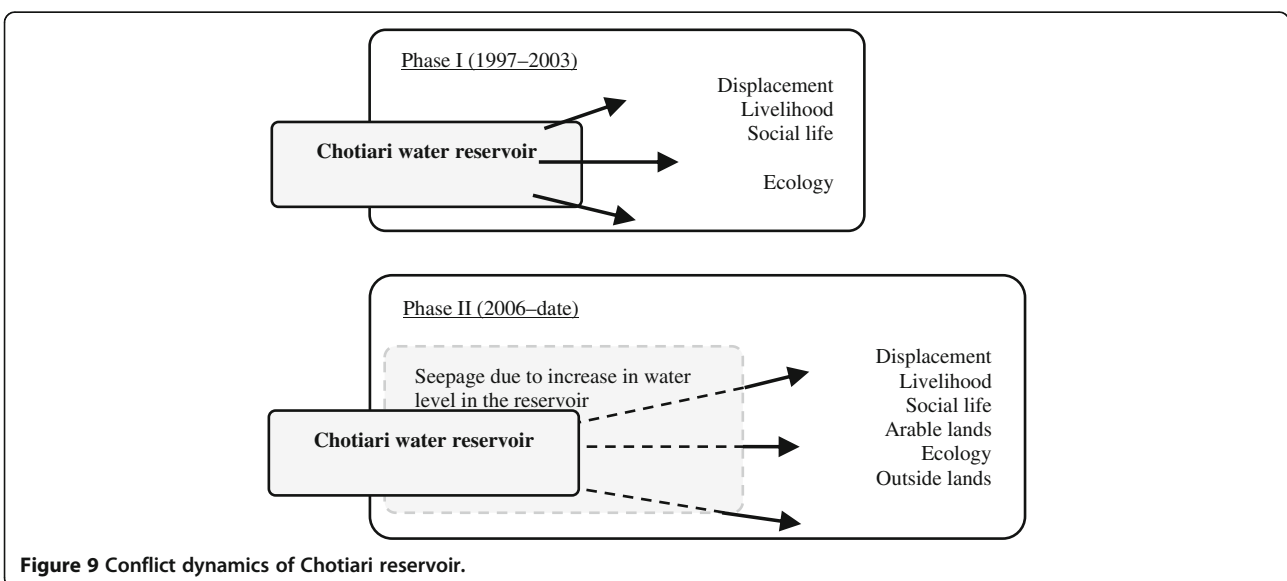 Phase I (1997–2003)
Displacement
Livelihood
Social life
Chotiari water reservoir
Ecology
Phase II (2006–date)
Seepage due to increase in water
level in the reservoir
Chotiari water reservoir
Displacement
Livelihood
Social life
Arable lands
Ecology
Outside lands
Figure 9 Conflict dynamics of Chotiari reservoir.